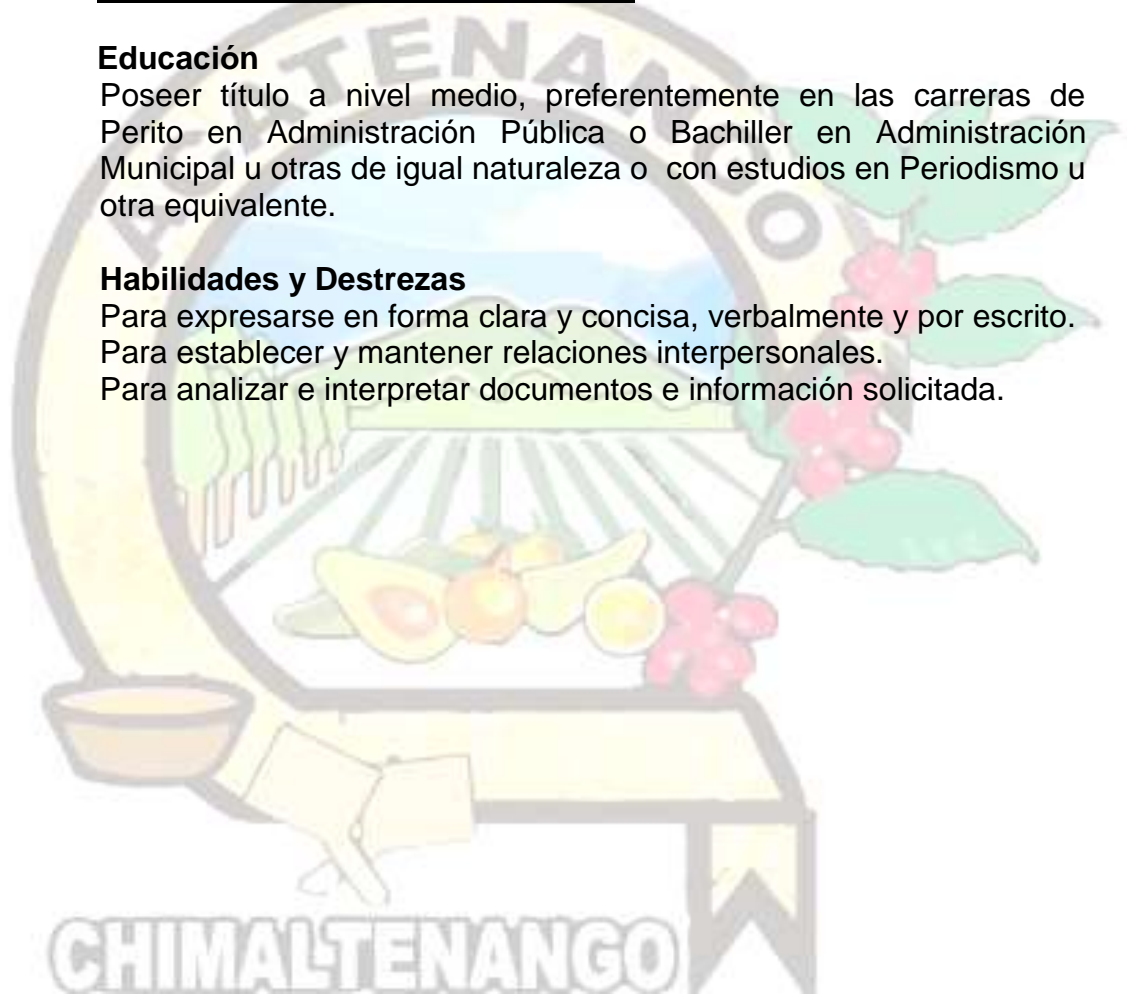 Educación
Poseer título a nivel medio, preferentemente en las carreras de
Perito en Administración Pública o Bachiller en Administración
Municipal u otras de igual naturaleza o con estudios en Periodismo u
otra equivalente.
Habilidades y Destrezas
Para expresarse en forma clara y concisa, verbalmente y por escrito.
Para establecer y mantener relaciones interpersonales.
Para analizar e interpretar documentos e información solicitada.
CHIMALTENANGO